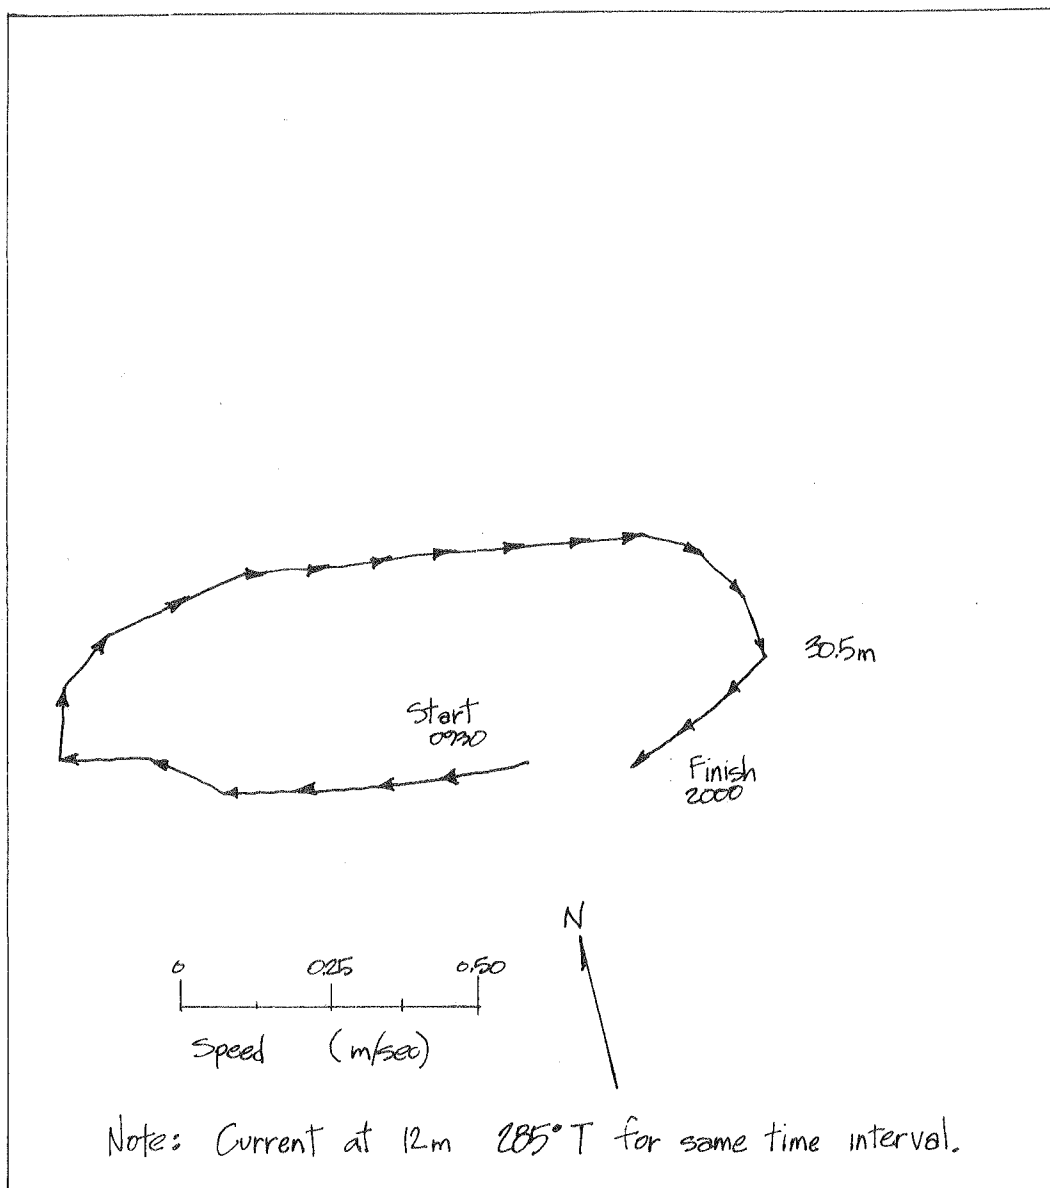 30.5m
Start
0930
Finish
2000
N
0 0.25 0.50
Speed (m/sec)
Note: Current at 12m 285°T for same time interval.